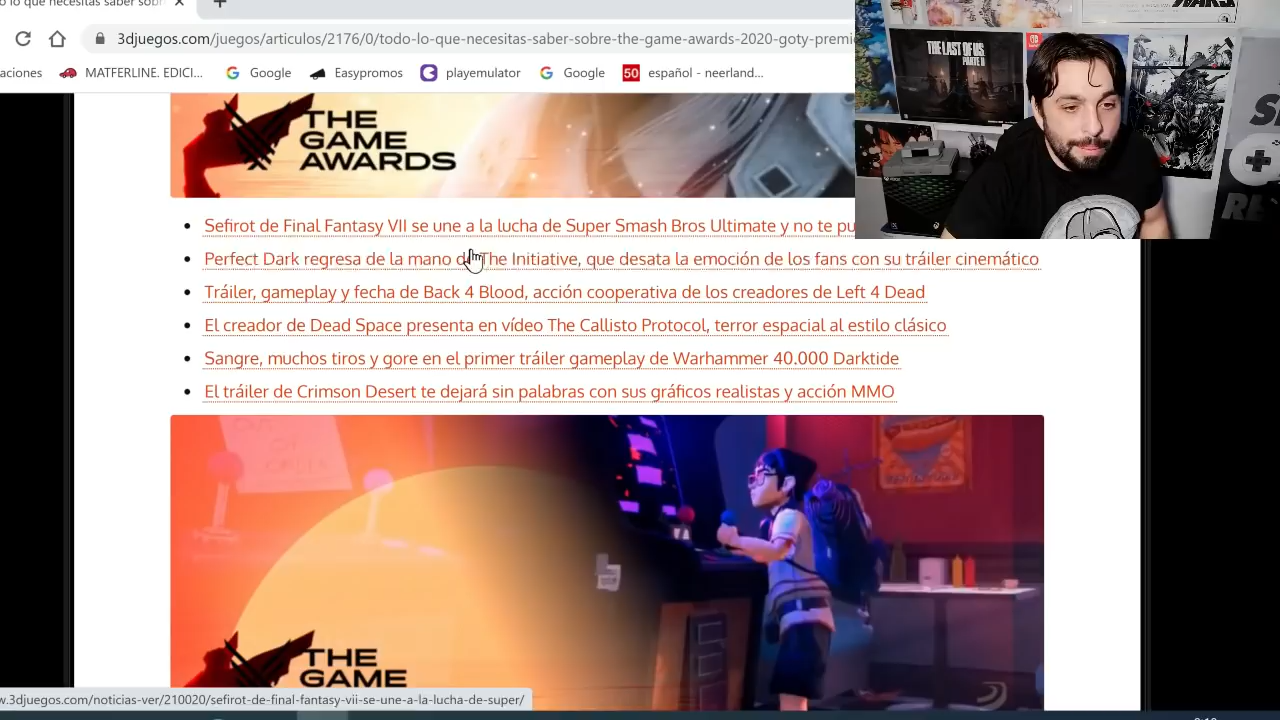 o lo que necesitas saber sobr
3djuegos.com/juegos/articulos/2176/0/todo-lo-que-necesitas-saber-sobre-the-game-awards-2020-goty-premi
aciones MATFERLINE. EDICI... Google Easypromos playemulator Google 50 español - neerland...
THE LAST OF US
PARTE II
THE
GAME
AWARDS
Sefirot de Final Fantasy VII se une a la lucha de Super Smash Bros Ultimate y no te pu
Perfect Dark regresa de la mano d The Initiative, que desata la emoción de los fans con su tráiler cinemático
Tráiler, gameplay y fecha de Back 4 Blood, acción cooperativa de los creadores de Left 4 Dead
El creador de Dead Space presenta en vídeo The Callisto Protocol, terror espacial al estilo clásico
Sangre, muchos tiros y gore en el primer tráiler gameplay de Warhammer 40.000 Darktide
El tráiler de Crimson Desert te dejará sin palabras con sus gráficos realistas y acción MMO
THE
GAME
w.3djuegos.com/noticias-ver/210020/sefirot-de-final-fantasy-vii-se-une-a-la-lucha-de-super/